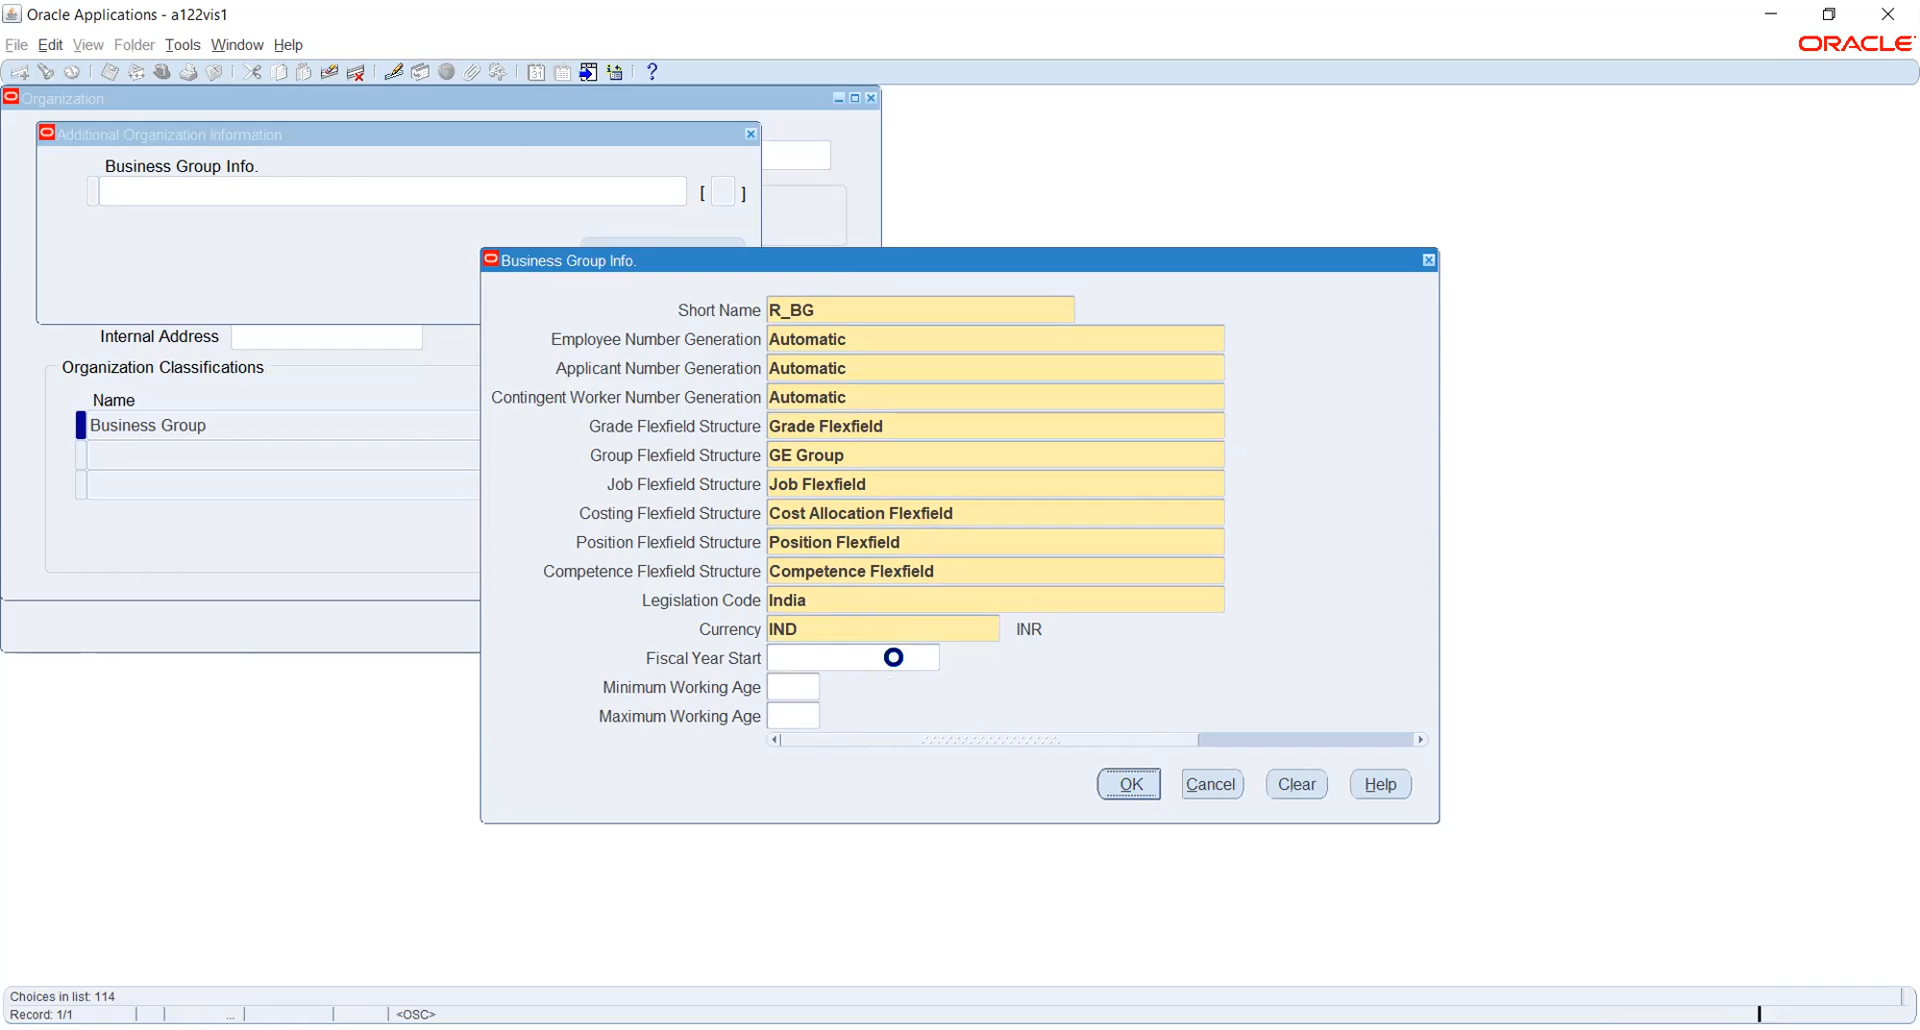 Oracle Applications - a122vis1
File Edit View Folder Tools Window Help
ORACLE
Organization
Additional Organization Information
Business Group Info.
[ ]
Business Group Info.
Short Name R_BG
Employee Number Generation Automatic
Applicant Number Generation Automatic
Contingent Worker Number Generation Automatic
Grade Flexfield Structure Grade Flexfield
Group Flexfield Structure GE Group
Job Flexfield Structure Job Flexfield
Costing Flexfield Structure Cost Allocation Flexfield
Position Flexfield Structure Position Flexfield
Competence Flexfield Structure Competence Flexfield
Legislation Code India
Currency IND INR
Fiscal Year Start
Minimum Working Age
Maximum Working Age
OK Cancel Clear Help
Internal Address
Organization Classifications
Name
Business Group
Choices in list: 114
Record: 1/1 ... <OSC>